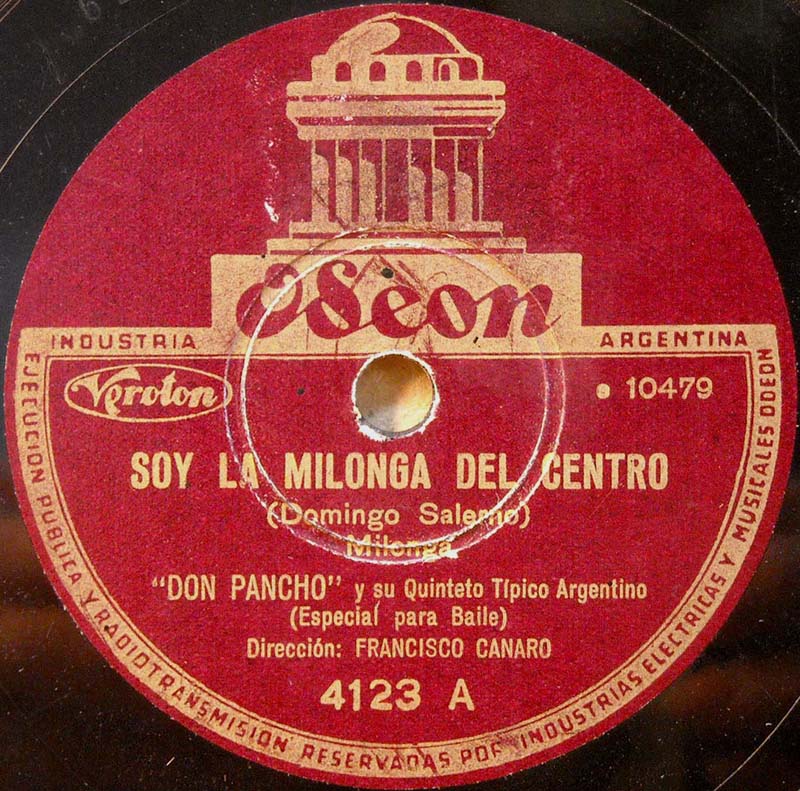 Odeon
INDUSTRIA ARGENTINA
Veroton
e 10479
SOY LA MILONGA DEL CENTRO
(Domingo Salerno)
Milonga
"DON PANCHO" y su Quinteto Típico Argentino
(Especial para Baile)
Dirección: FRANCISCO CANARO
4123 A
EJECUCION PUBLICA Y RADIOTRANSMISION RESERVADAS POR INDUSTRIAS ELECTRICAS Y MUSICALES ODEON